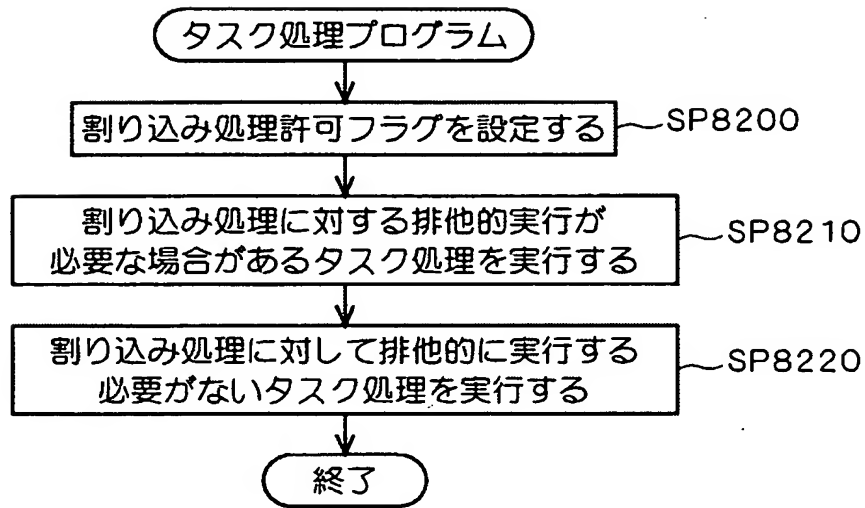 タスク処理プログラム
割り込み処理許可フラグを設定する
SP8200
割り込み処理に対する排他的実行が
必要な場合があるタスク処理を実行する
SP8210
割り込み処理に対して排他的に実行する
必要がないタスク処理を実行する
SP8220
終了